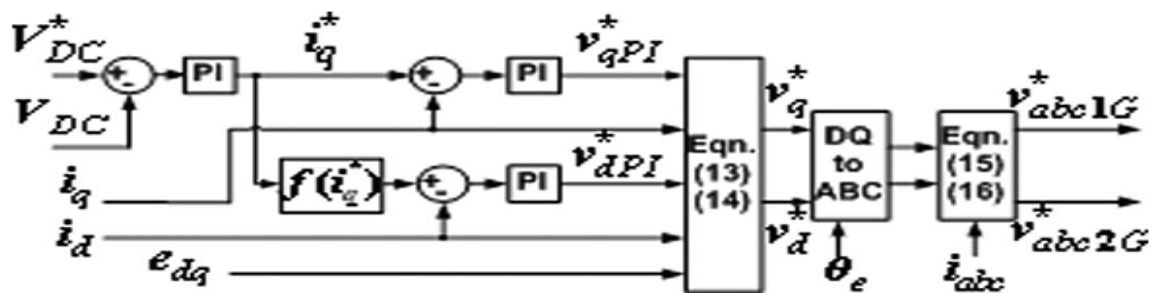 V*DC
+
-
PI
i*q
+
-
PI
v*qPI
VDC
iq
f(i*q)
+
-
PI
v*dPI
id
edq
Eqn.
(13)
(14)
v*q
v*d
DQ
to
ABC
θe
Eqn.
(15)
(16)
iabc
v*abc1G
v*abc2G